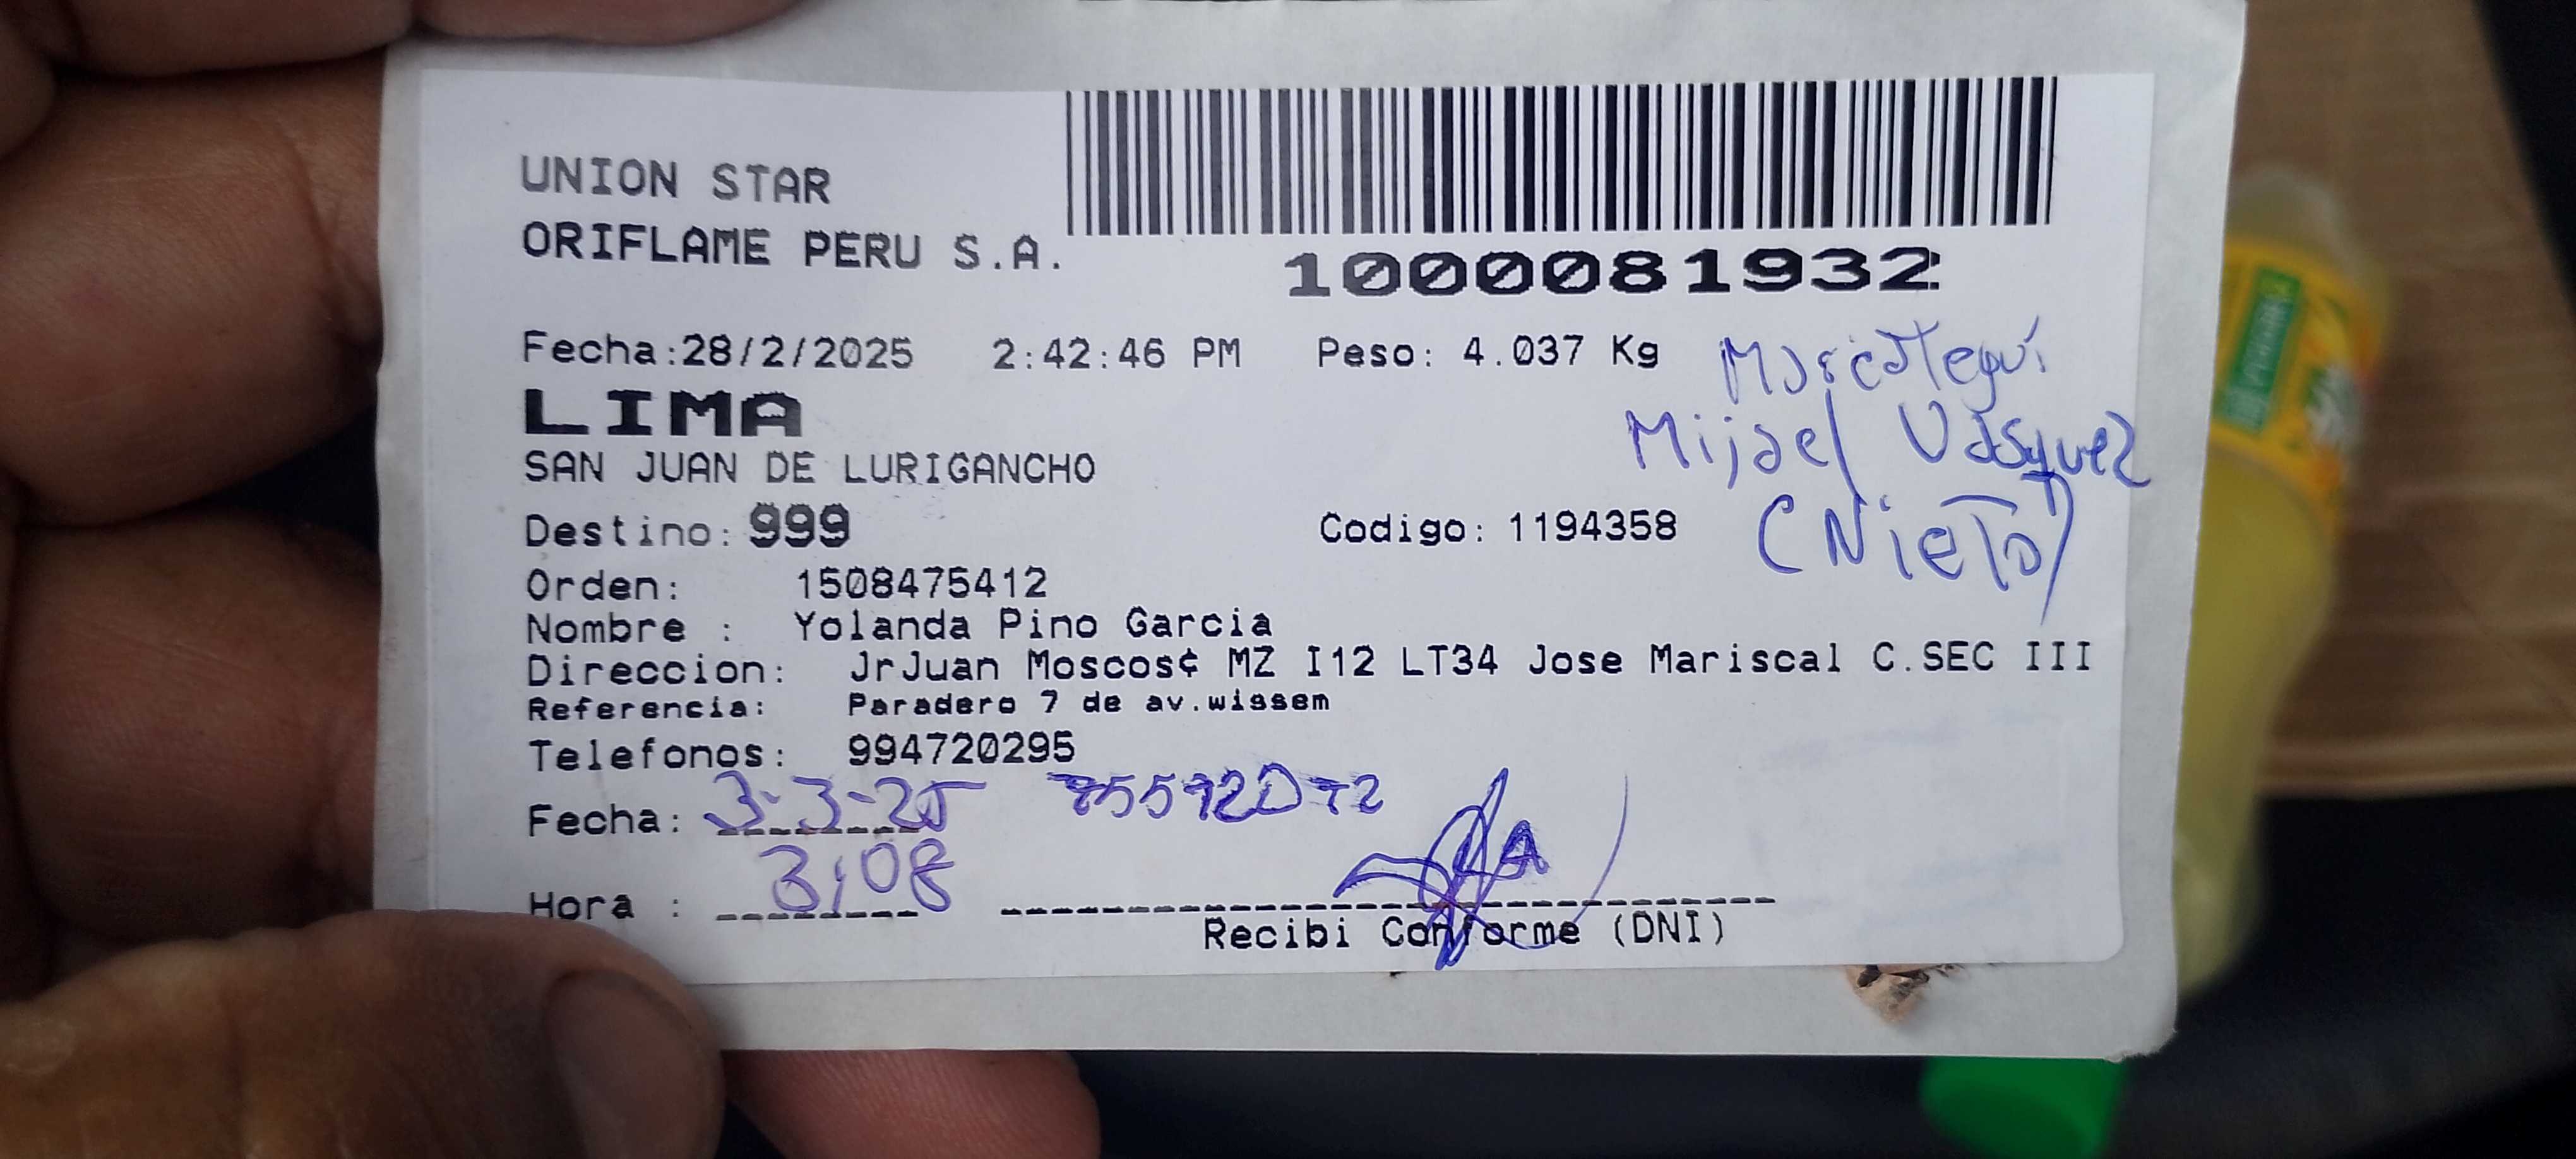 UNION STAR
ORIFLAME PERU S.A.
1000081932
Fecha:28/2/2025 2:42:46 PM Peso: 4.037 Kg
LIMA
Mijael Vasquez
SAN JUAN DE LURIGANCHO
(Nieto)
Destino: 999 Codigo: 1194358
Orden: 1508475412
Nombre : Yolanda Pino Garcia
Direccion: JrJuan Moscos¢ MZ I12 LT34 Jose Mariscal C.SEC III
Referencia: Paradero 7 de av.wissem
Telefonos: 994720295
Fecha: 3-3-25
Hora : 3:08
Recibi Conforme (DNI)